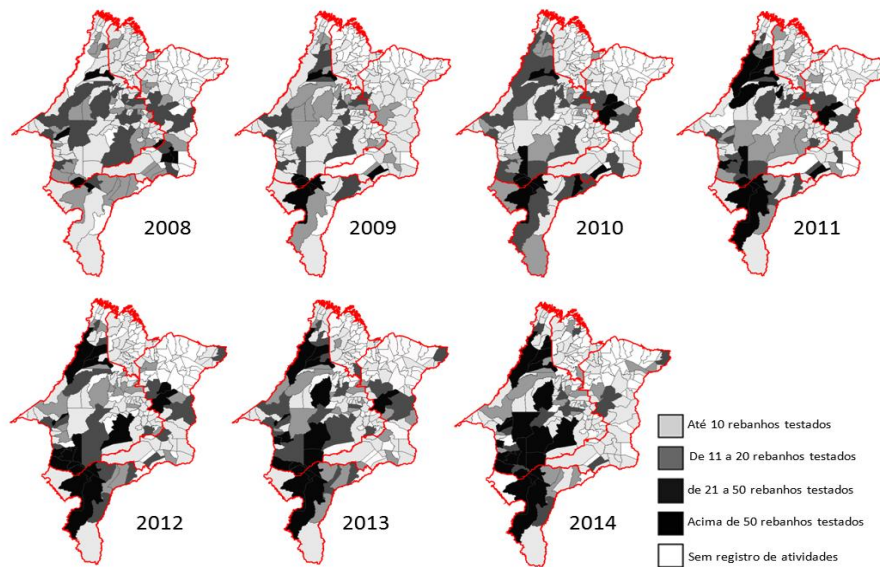 2008
2009
2010
2011
2012
2013
2014
Até 10 rebanhos testados
De 11 a 20 rebanhos testados
de 21 a 50 rebanhos testados
Acima de 50 rebanhos testados
Sem registro de atividades